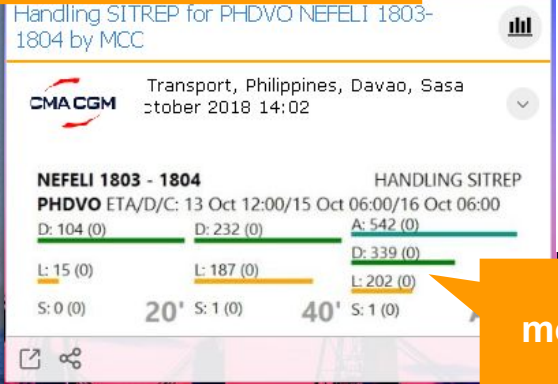 Handling SITREP for PHDVO NEFELI 1803-
1804 by MCC
CMA CGM
Transport, Philippines, Davao, Sasa
ctober 2018 14:02
NEFELI 1803 - 1804 HANDLING SITREP
PHDVO ETA/D/C: 13 Oct 12:00/15 Oct 06:00/16 Oct 06:00
D: 104 (0) D: 232 (0) A: 542 (0)
D: 339 (0)
L: 15 (0) L: 187 (0) L: 202 (0)
S: 0 (0) 20' S: 1 (0) 40' S: 1 (0)